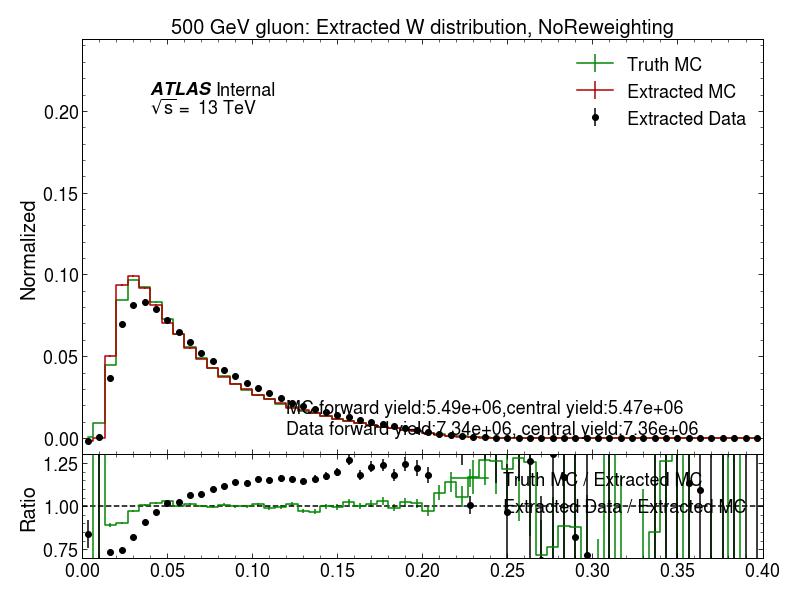 500 GeV gluon: Extracted W distribution, NoReweighting
ATLAS Internal
√s = 13 TeV
Truth MC
Extracted MC
Extracted Data
Normalized
0.20
0.15
0.10
0.05
0.00
MC forward yield:5.49e+06,central yield:5.47e+06
Data forward yield:7.34e+06, central yield:7.36e+06
Ratio
1.25
1.00
0.75
Truth MC / Extracted MC
Extracted Data / Extracted MC
0.00 0.05 0.10 0.15 0.20 0.25 0.30 0.35 0.40